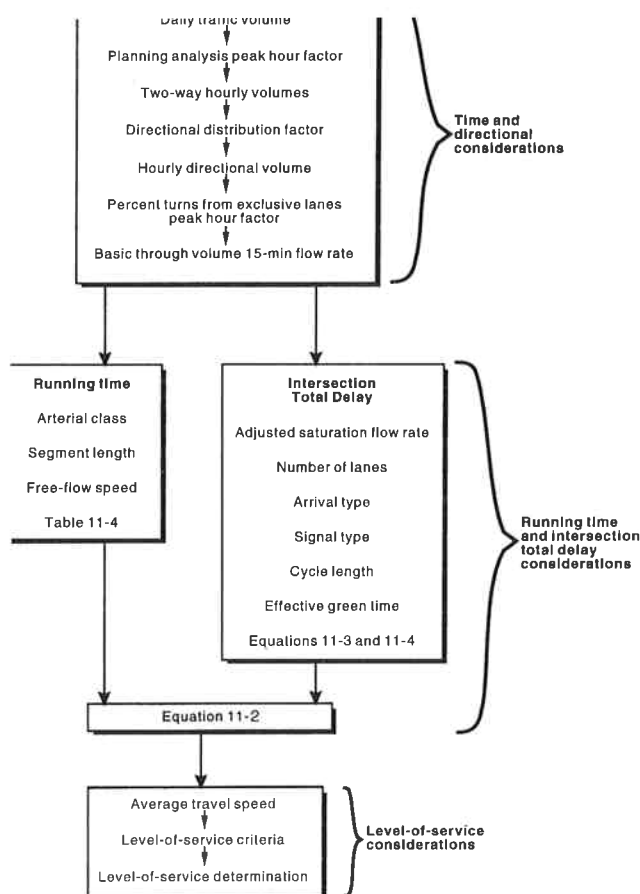 Daily traffic volume
Planning analysis peak hour factor
Two-way hourly volumes
Directional distribution factor
Hourly directional volume
Percent turns from exclusive lanes
peak hour factor
Basic through volume 15-min flow rate
Time and
directional
considerations
Running time
Arterial class
Segment length
Free-flow speed
Table 11-4
Intersection
Total Delay
Adjusted saturation flow rate
Number of lanes
Arrival type
Signal type
Cycle length
Effective green time
Equations 11-3 and 11-4
Running time
and intersection
total delay
considerations
Equation 11-2
Average travel speed
Level-of-service criteria
Level-of-service determination
Level-of-service
considerations